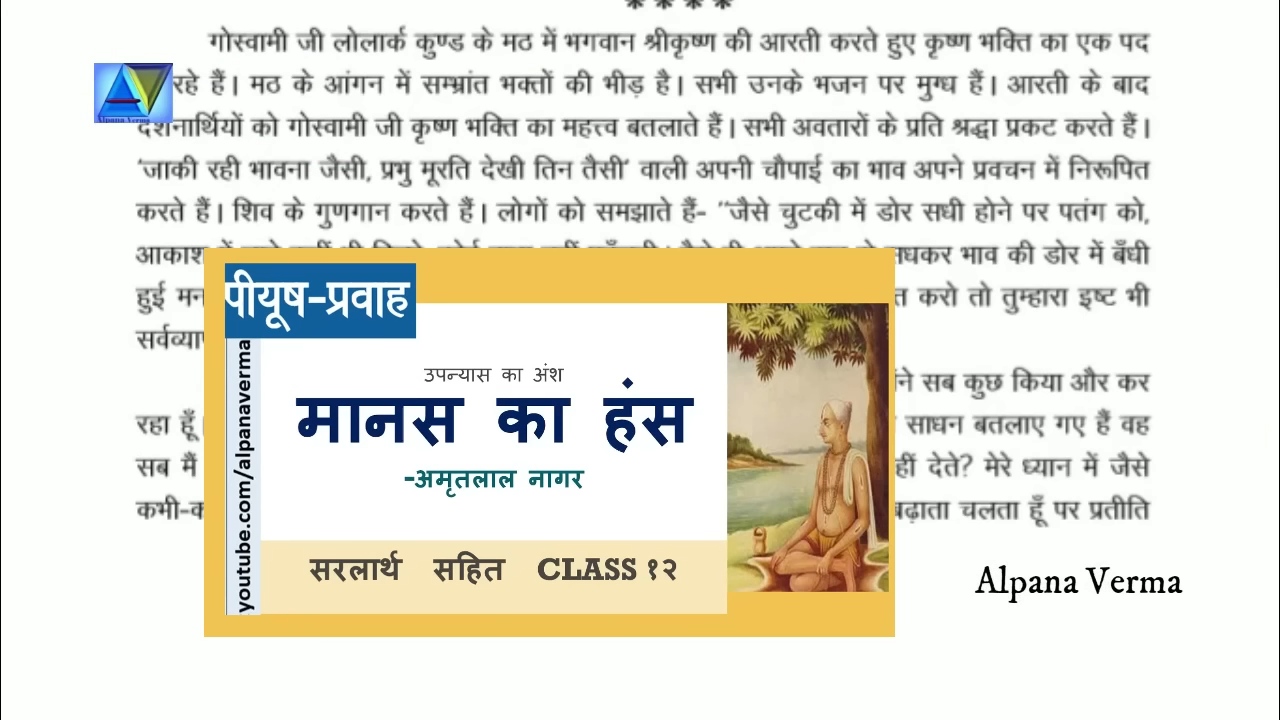 ****
गोस्वामी जी लोलार्क कुण्ड के मठ में भगवान श्रीकृष्ण की आरती करते हुए कृष्ण भक्ति का एक पद
रहे हैं। मठ के आंगन में सम्भ्रांत भक्तों की भीड़ है। सभी उनके भजन पर मुग्ध हैं। आरती के बाद
Alpana Verma
दर्शनार्थियों को गोस्वामी जी कृष्ण भक्ति का महत्त्व बतलाते हैं। सभी अवतारों के प्रति श्रद्धा प्रकट करते हैं।
‘जाकी रही भावना जैसी, प्रभु मूरति देखी तिन तैसी’ वाली अपनी चौपाई का भाव अपने प्रवचन में निरूपित
करते हैं। शिव के गुणगान करते हैं। लोगों को समझाते हैं- “जैसे चुटकी में डोर सधी होने पर पतंग को,
आकाश सधकर भाव की डोर में बँधी
हुई करो तो तुम्हारा इष्ट भी
सब कुछ किया और कर
रहा हूँ। साधन बतलाए गए हैं वह
सब मैं देते? मेरे ध्यान में जैसे
बढ़ाता चलता हूँ पर प्रतीति
पीयूष-प्रवाह
youtube.com/alpanaverma
उपन्यास का अंश
मानस का हंस
-अमृतलाल नागर
सरलार्थ सहित CLASS १२
Alpana Verma